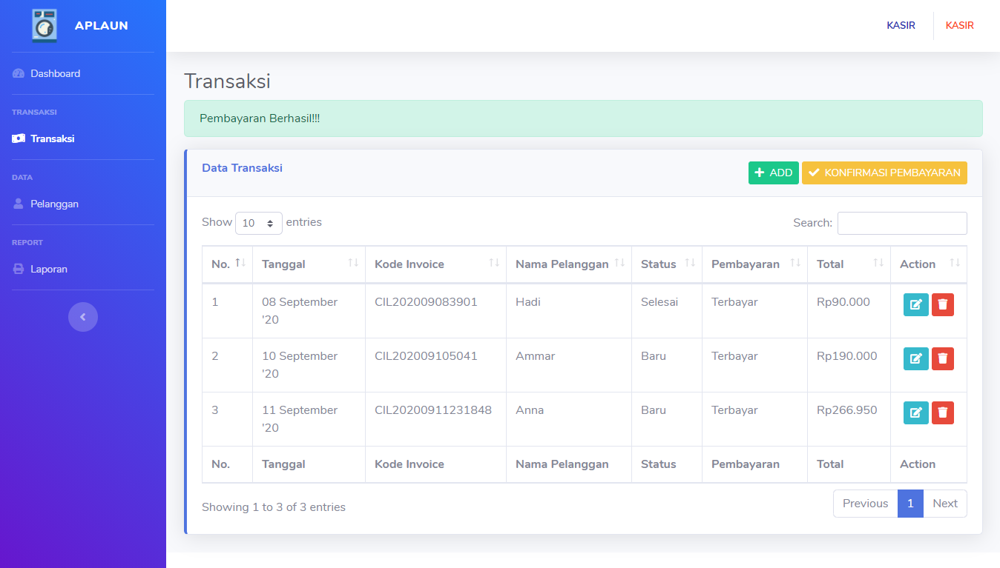 APLAUN
KASIR KASIR
Dashboard
TRANSAKSI
Transaksi
DATA
Pelanggan
REPORT
Laporan
Transaksi
Pembayaran Berhasil!!!
Data Transaksi
ADD KONFIRMASI PEMBAYARAN
Show 10 entries Search:
No. Tanggal Kode Invoice Nama Pelanggan Status Pembayaran Total Action
1 08 September CIL202009083901 Hadi Selesai Terbayar Rp90.000
'20
2 10 September CIL202009105041 Ammar Baru Terbayar Rp190.000
'20
3 11 September CIL20200911231848 Anna Baru Terbayar Rp266.950
'20
No. Tanggal Kode Invoice Nama Pelanggan Status Pembayaran Total Action
Showing 1 to 3 of 3 entries Previous 1 Next